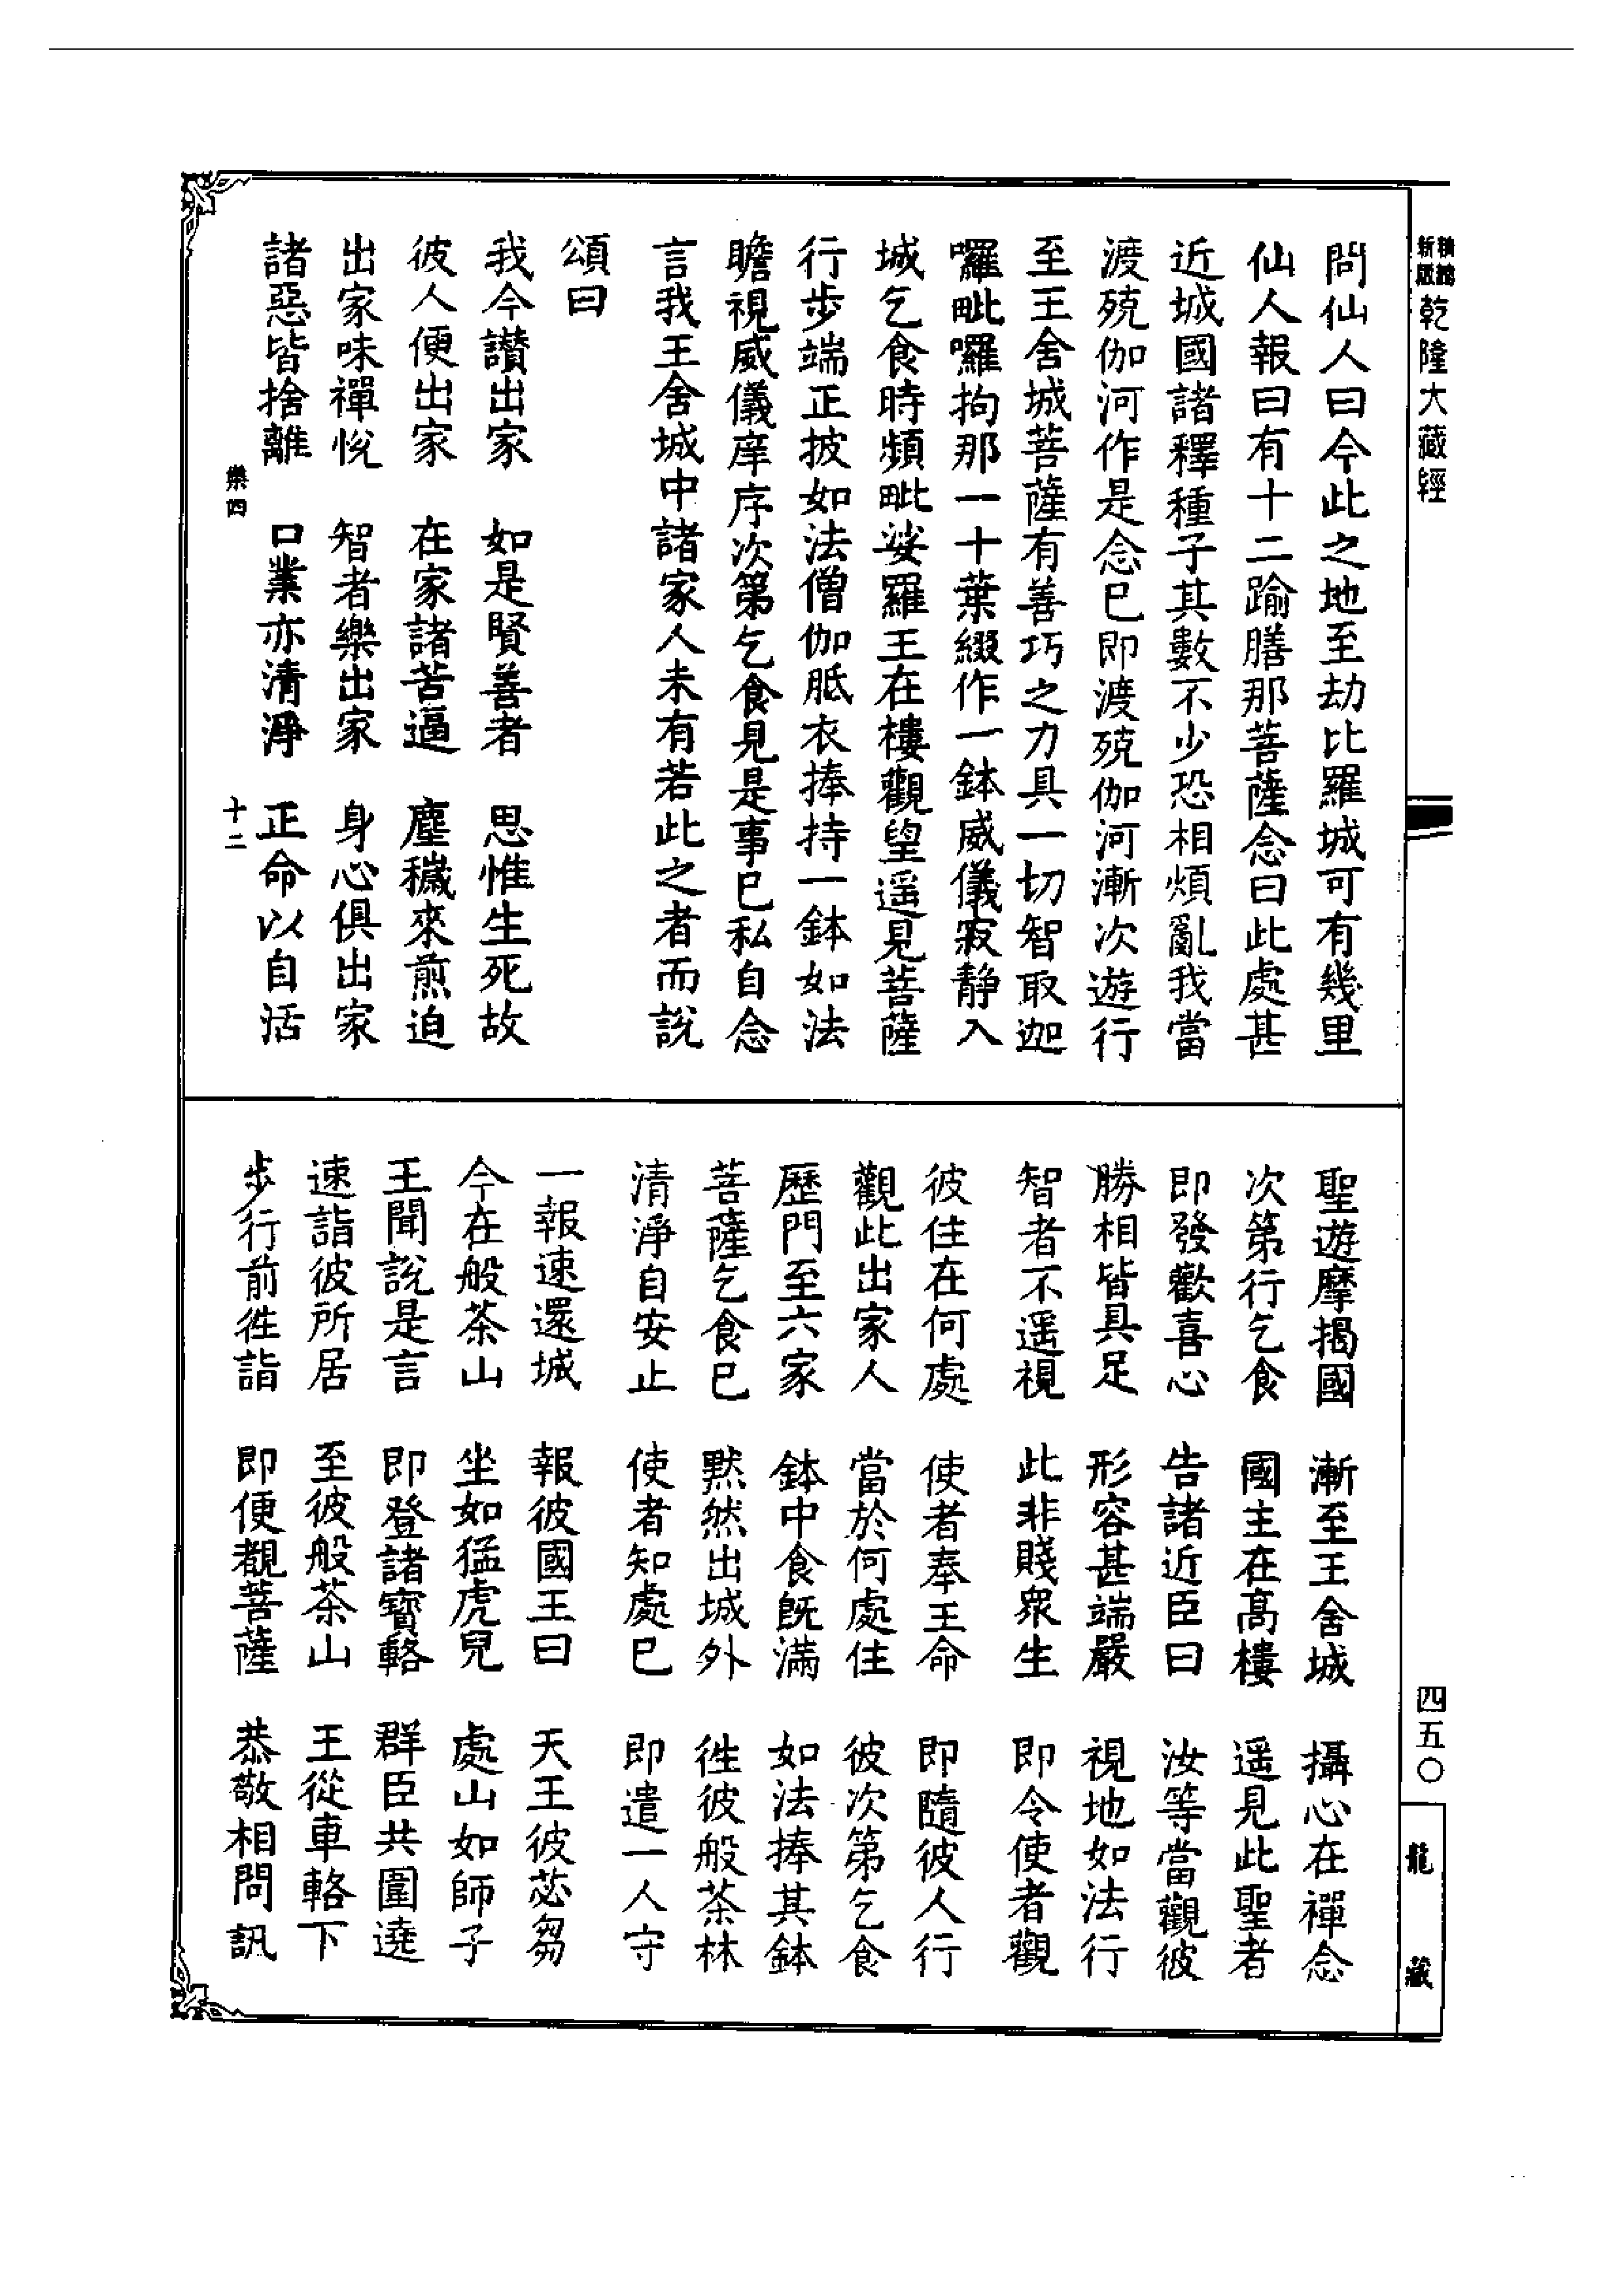 精縮新版乾隆大藏經
問仙人曰今此之地至劫比羅城可有幾里
仙人報曰有十二踰膳那菩薩念曰此處甚
近城國諸釋種子其數不少恐相煩亂我當
渡殑伽河作是念已即渡殑伽河漸次遊行
至王舍城菩薩有善巧之力具一切智取迦
囉毗囉拘那一十葉綴作一鉢威儀寂靜入
城乞食時頻毗娑羅王在樓觀望遥見菩薩
行步端正披如法僧伽胝衣捧持一鉢如法
瞻視威儀庠序次第乞食見是事已私自念
言我王舍城中諸家人未有若此之者而說
頌曰
我今讃出家 如是賢善者 思惟生死故
彼人便出家 在家諸苦逼 塵穢來煎迫
出家味禪悅 智者樂出家 身心俱出家
諸惡皆捨離 口業亦清淨 正命以自活
樂四 十二
聖遊摩揭國 漸至王舍城 攝心在禪念
次第行乞食 國主在高樓 遥見此聖者
即發歡喜心 告諸近臣曰 汝等當觀彼
勝相皆具足 形容甚端嚴 視地如法行
智者不遥視 此非賤衆生 即令使者觀
彼住在何處 使者奉王命 即隨彼人行
觀此出家人 當於何處住 彼次第乞食
歷門至六家 鉢中食旣滿 如法捧其鉢
菩薩乞食已 黙然出城外 徃彼般茶林
清淨自安止 使者知處已 即遣一人守
一報速還城 報彼國王曰 天王彼苾芻
今在般茶山 坐如猛虎兒 處山如師子
王聞說是言 即登諸寳輅 群臣共圍遶
速詣彼所居 至彼般茶山 王從車輅下
步行前徃詣 即便覩菩薩 恭敬相問訊
四五〇
龍藏